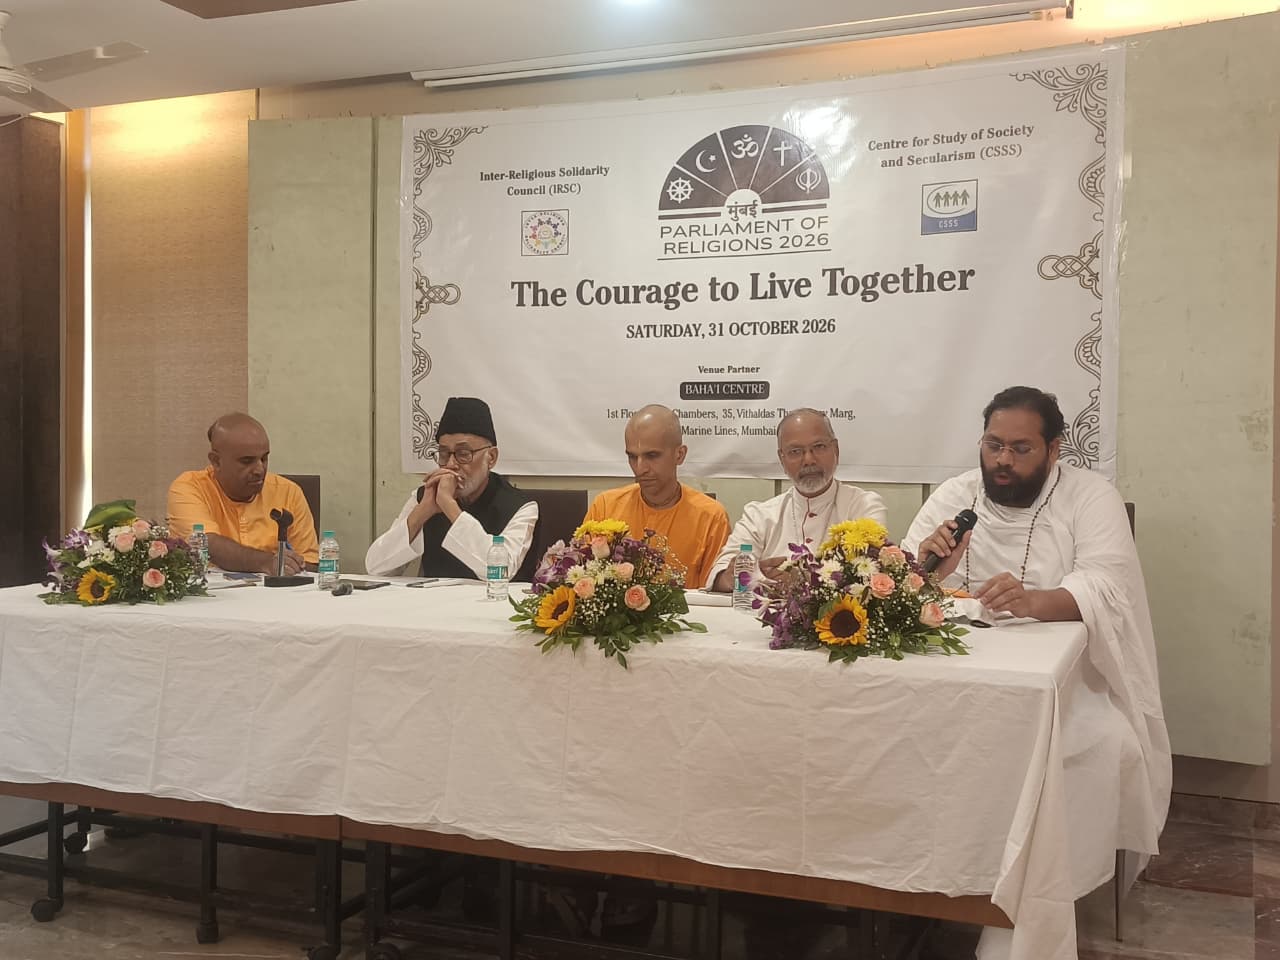 Inter-Religious Solidarity
Council (IRSC)
Centre for Study of Society
and Secularism (CSSS)
CSSS
मुंबई
PARLIAMENT OF
RELIGIONS 2026
The Courage to Live Together
SATURDAY, 31 OCTOBER 2026
Venue Partner
BAHA'I CENTRE
1st Chambers, 35, Vithaldas Marg,
Marine Lines, Mumbai